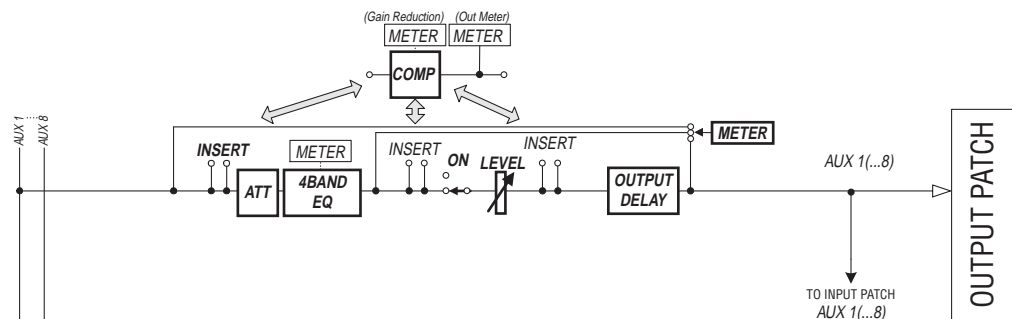 (Gain Reduction)
(Out Meter)
METER
METER
COMP
AUX 1
AUX 8
INSERT
METER
INSERT
ON
LEVEL
INSERT
METER
ATT
4BAND
EQ
OUTPUT
DELAY
AUX 1(...8)
OUTPUT PATCH
TO INPUT PATCH
AUX 1(...8)